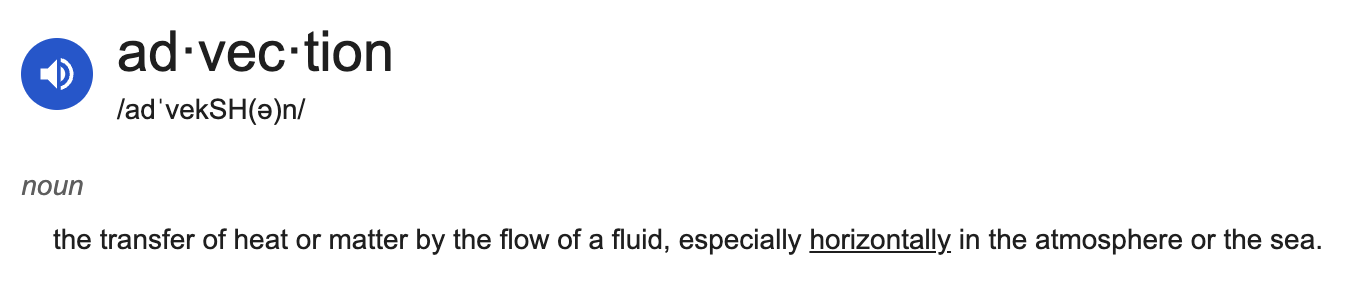 ad·vec·tion
/adˈvekSH(ə)n/
noun
the transfer of heat or matter by the flow of a fluid, especially horizontally in the atmosphere or the sea.